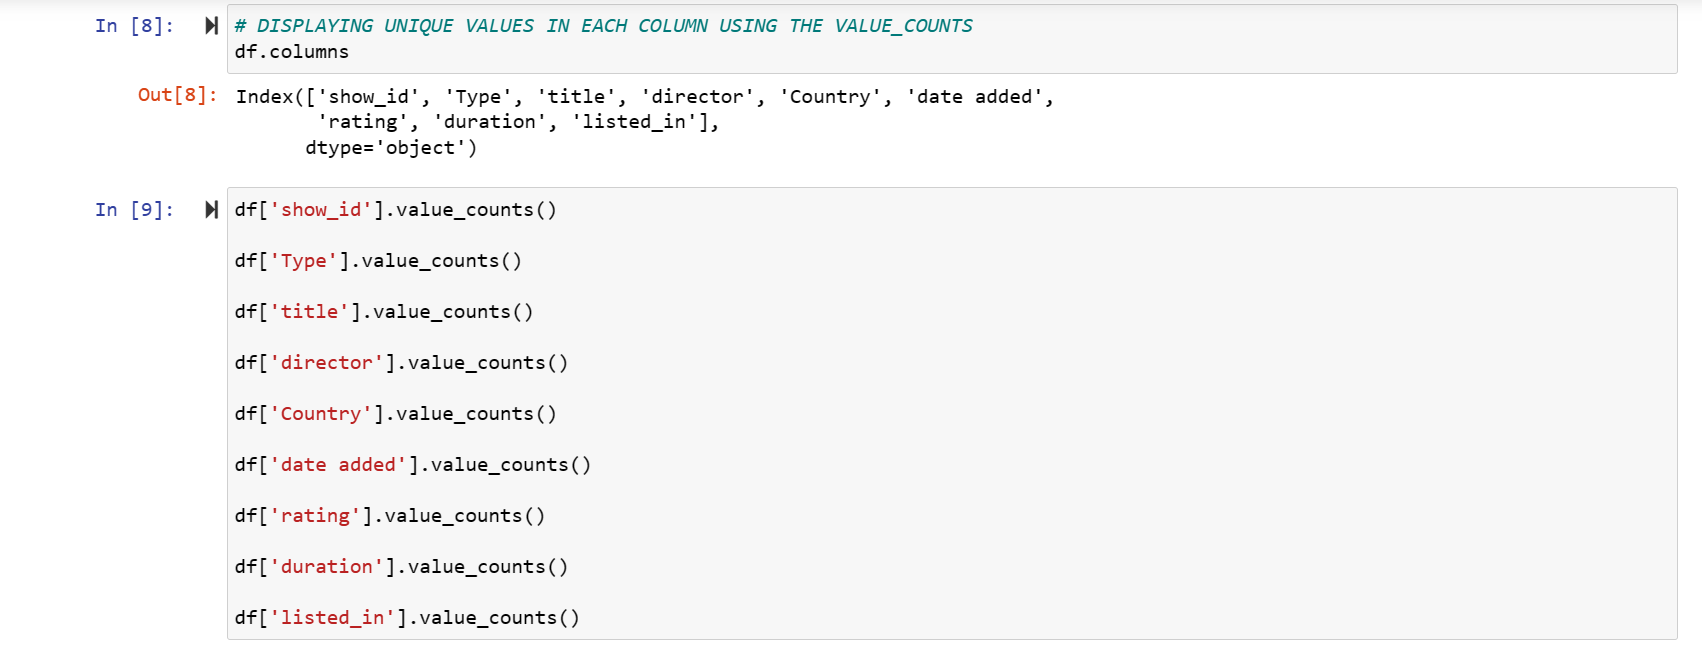 In [8]:
# DISPLAYING UNIQUE VALUES IN EACH COLUMN USING THE VALUE_COUNTS
df.columns
Out[8]:
Index(['show_id', 'Type', 'title', 'director', 'Country', 'date added',
       'rating', 'duration', 'listed_in'],
      dtype='object')
In [9]:
df['show_id'].value_counts()
df['Type'].value_counts()
df['title'].value_counts()
df['director'].value_counts()
df['Country'].value_counts()
df['date added'].value_counts()
df['rating'].value_counts()
df['duration'].value_counts()
df['listed_in'].value_counts()